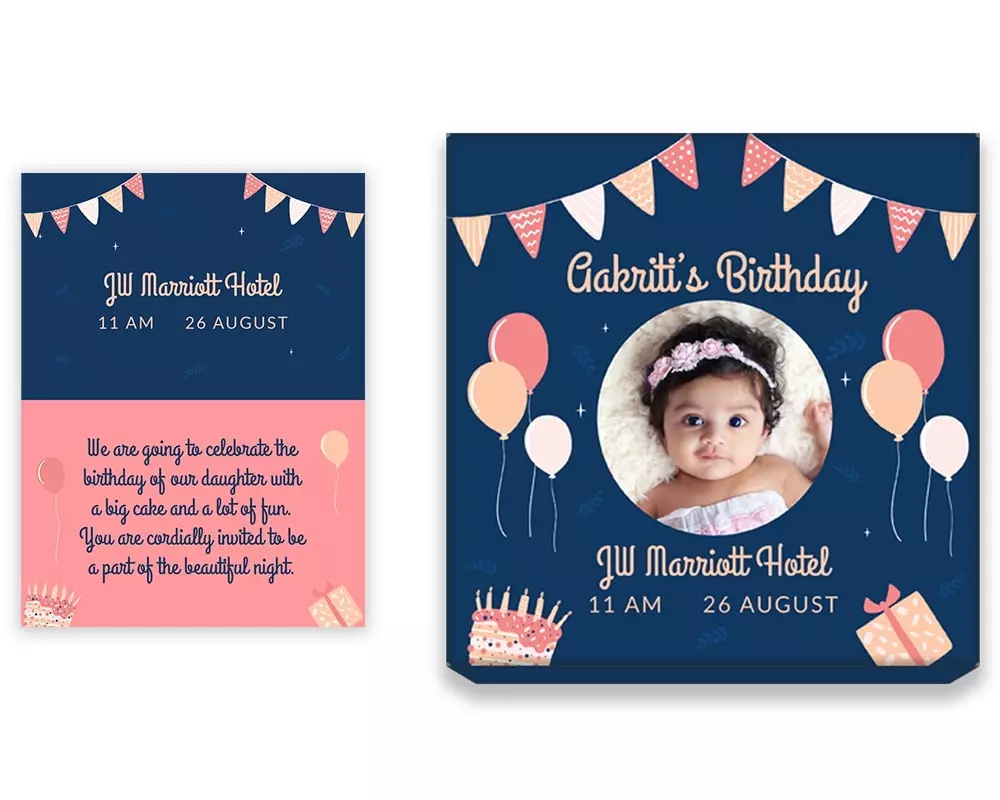 JW Marriott Hotel
11 AM 26 AUGUST
We are going to celebrate the
birthday of our daughter with
a big cake and a lot of fun.
You are cordially invited to be
a part of the beautiful night.
Aakriti's Birthday
JW Marriott Hotel
11 AM 26 AUGUST